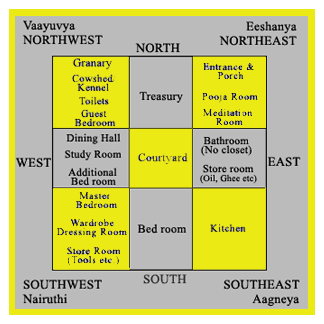 Vaayuvya
NORTHWEST
Eeshanya
NORTHEAST
NORTH
Granary
Cowshed/
Kennel
Toilets
Guest
Bedroom
Treasury
Entrance &
Porch
Pooja Room
Meditation
Room
WEST
Dining Hall
Study Room
Additional
Bed room
Courtyard
Bathroom
(No closet)
Store room
(Oil, Ghee etc)
EAST
Master
Bedroom
Wardrobe
Dressing Room
Store Room
(Tools etc.)
Bed room
Kitchen
SOUTH
SOUTHWEST
Nairuthi
SOUTHEAST
Aagneya